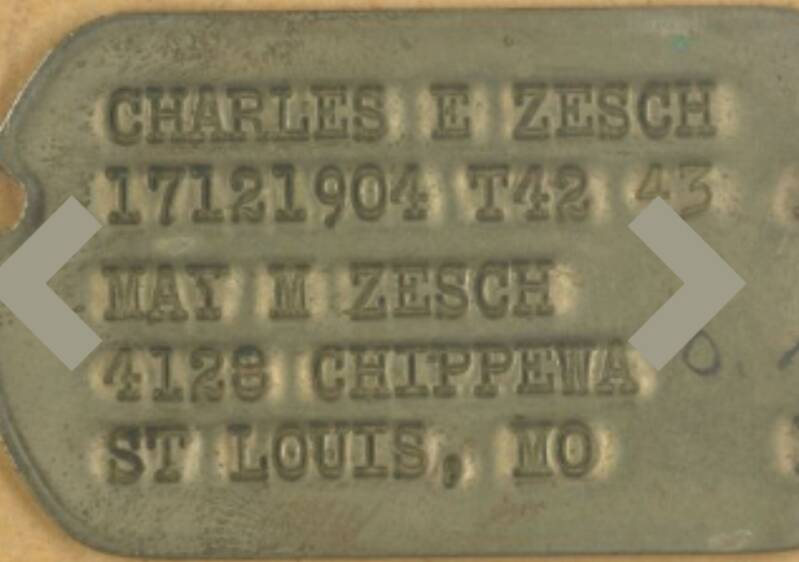 CHARLES E ZESCH
17121904 T42 43
MAY M ZESCH
4128 CHIPPEWA
ST LOUIS, MO